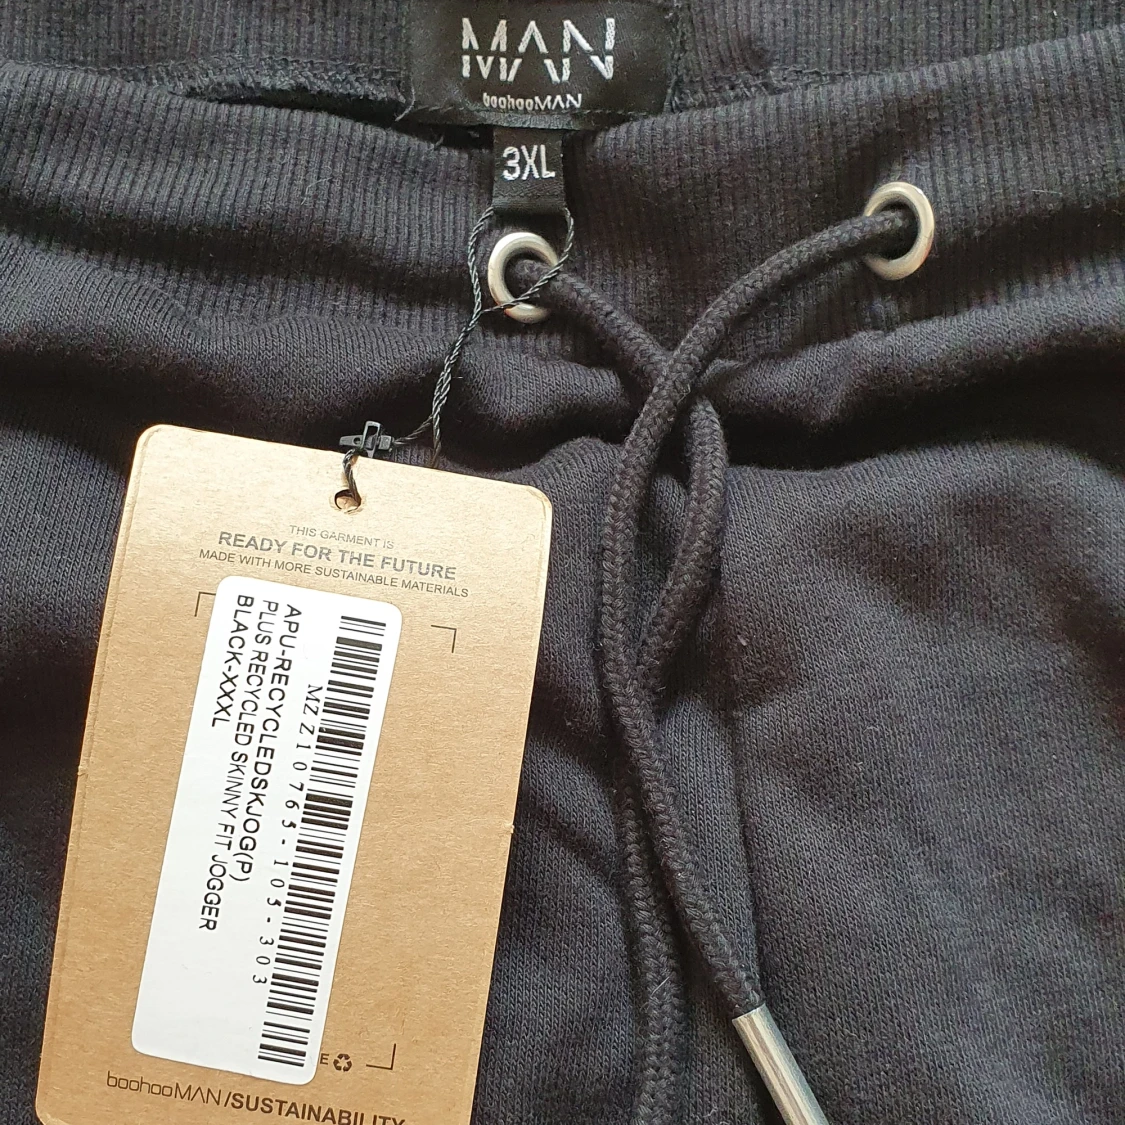 MAN
boohooMAN
3XL
THIS GARMENT IS
READY FOR THE FUTURE
MADE WITH MORE SUSTAINABLE MATERIALS
MZZ10765-105-303
APU-RECYCLEDSKJOG(P)
PLUS RECYCLED SKINNY FIT JOGGER
BLACK-XXXL
E
boohooMAN/SUSTAINABILITY